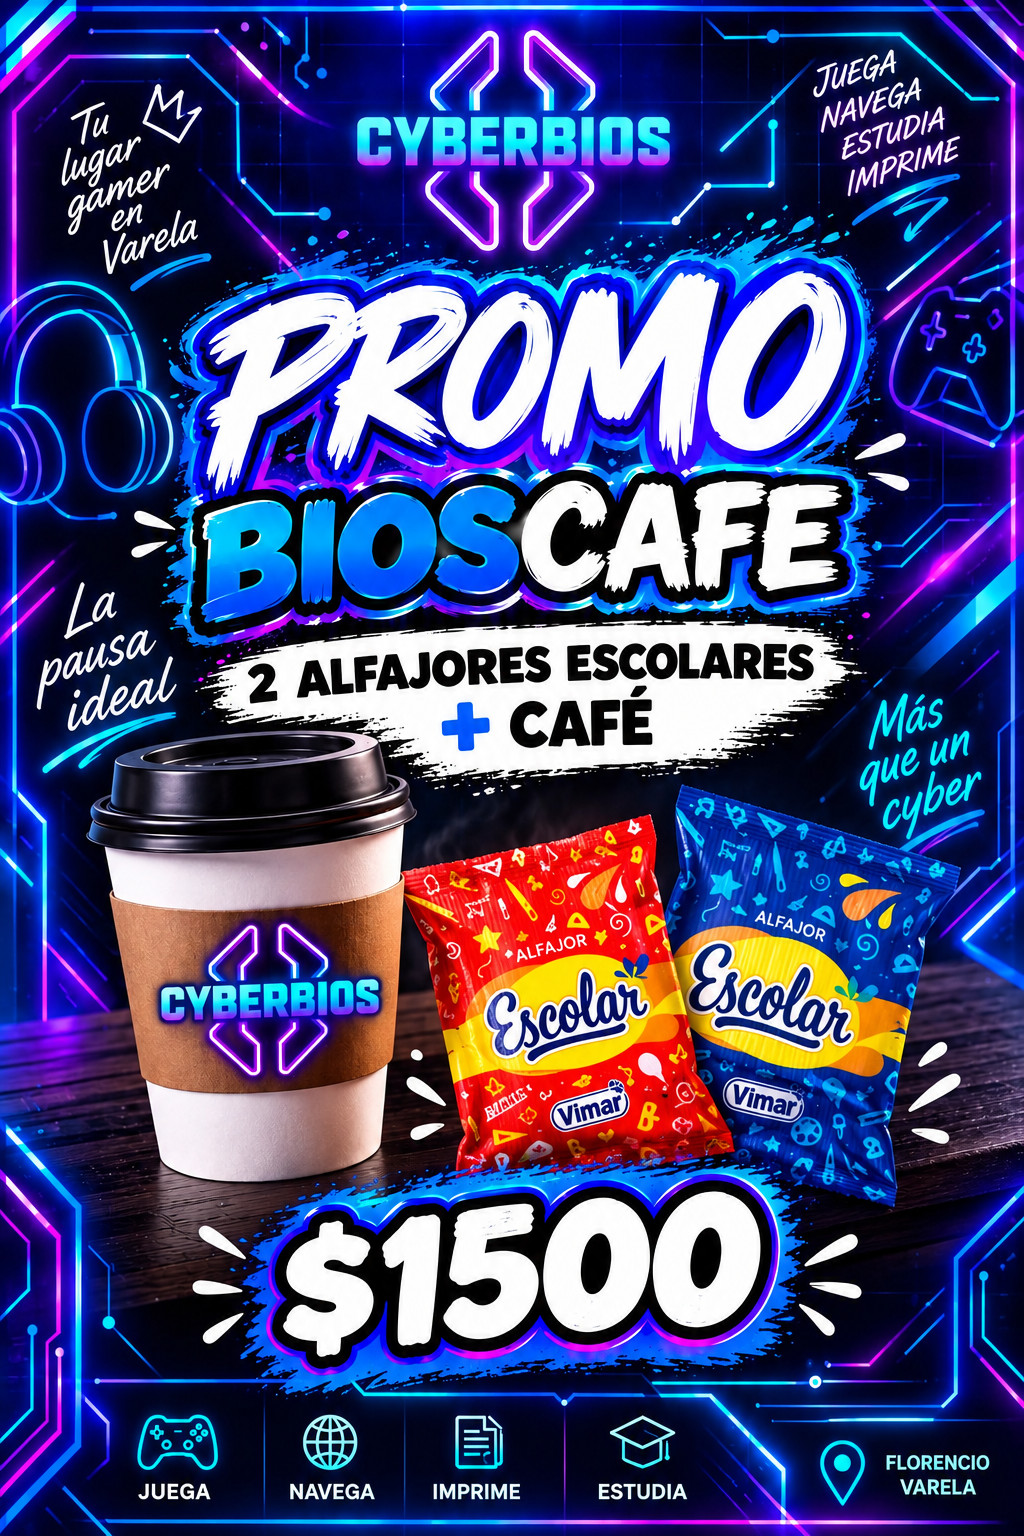 CYBERBIOS
Tu
lugar
gamer
en
Varela
JUEGA
NAVEGA
ESTUDIA
IMPRIME
PROMO
BIOSCAFE
2 ALFAJORES ESCOLARES
+ CAFÉ
La
pausa
ideal
Más
que un
cyber
CYBERBIOS
ALFAJOR
Escolar
Vimar
ALFAJOR
Escolar
Vimar
$1500
JUEGA
NAVEGA
IMPRIME
ESTUDIA
FLORENCIO
VARELA